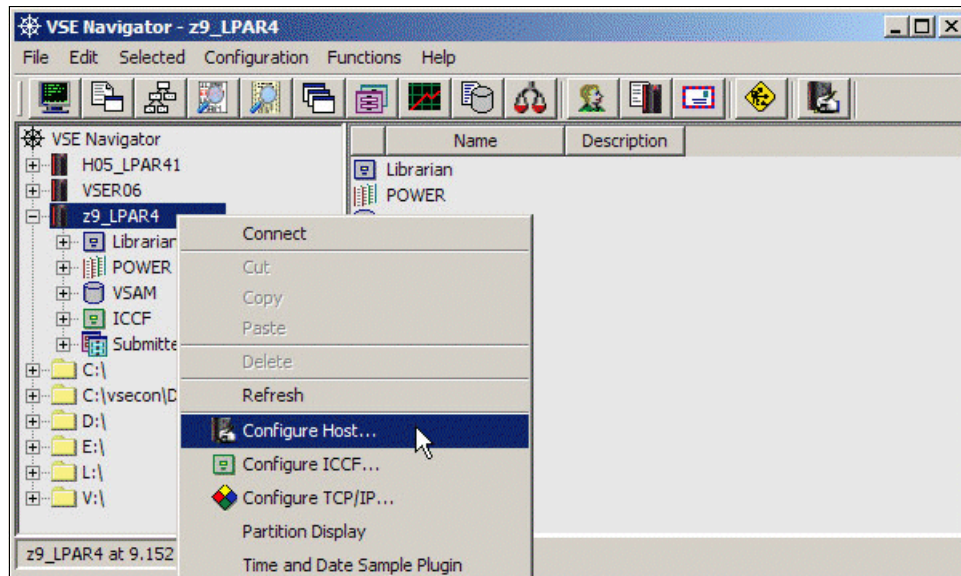 VSE Navigator - z9_LPAR4
File Edit Selected Configuration Functions Help
VSE Navigator
H05_LPAR41
VSER06
z9_LPAR4
Librarian
POWER
VSAM
ICCF
Submitte
C:\
C:\vsecon\D
D:\
E:\
L:\
V:\
Name Description
Librarian
POWER
Connect
Cut
Copy
Paste
Delete
Refresh
Configure Host...
Configure ICCF...
Configure TCP/IP...
Partition Display
Time and Date Sample Plugin
z9_LPAR4 at 9.152